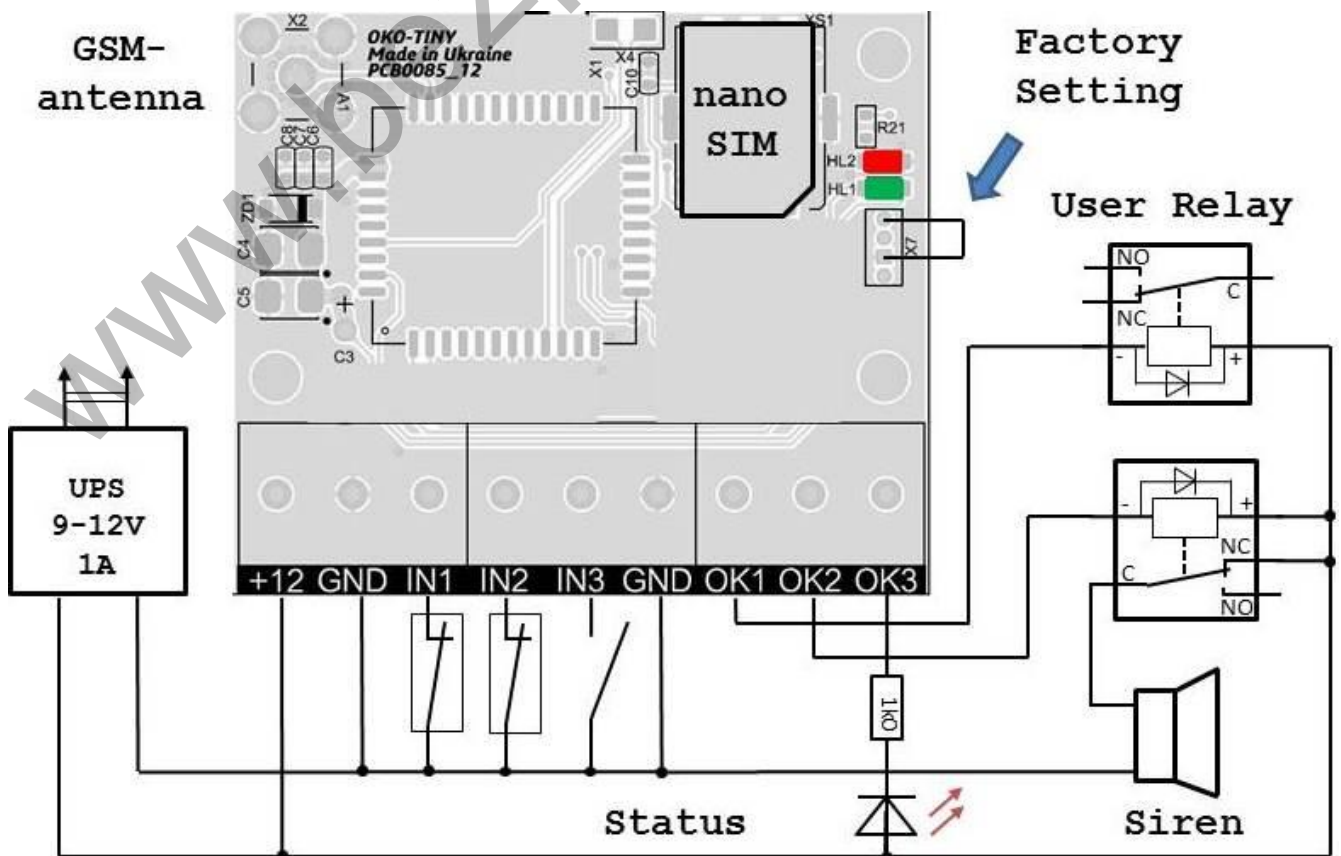 GSM-
antenna
X2
OKO-TINY
Made in Ukraine
PCB0085_12
X4
X1
C10
XS1
nano
SIM
Factory
Setting
A1
C8
C7
C6
R21
HL2
HL1
ZD1
C4
C5
+
C3
X7
User Relay
NO
C
NC
-
+
UPS
9-12V
1A
-
+
NC
C
NO
+12 GND IN1 IN2 IN3 GND OK1 OK2 OK3
1kΩ
Status
Siren